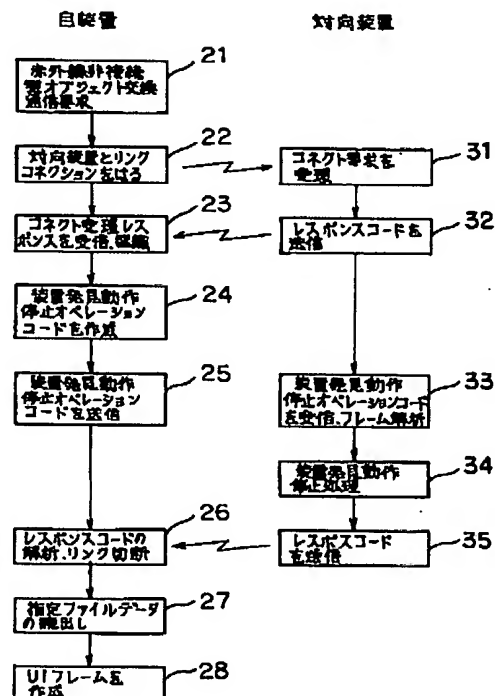 自装置
対向装置
21
赤外線非接続
型オブジェクト交換
通信要求
22
対向装置とリンク
コネクションをはる
31
コネクト要求を
受理
23
コネクト受理レス
ポンスを受信、認識
32
レスポンスコードを
送信
24
装置発見動作
停止オペレーション
コードを作成
25
装置発見動作
停止オペレーション
コードを送信
33
装置発見動作
停止オペレーションコード
を受信、フレーム解析
34
装置発見動作
停止処理
26
レスポンスコードの
解析、リンク切断
35
レスポスコード
を送信
27
指定ファイルデータ
の読出し
28
UIフレームを
作成